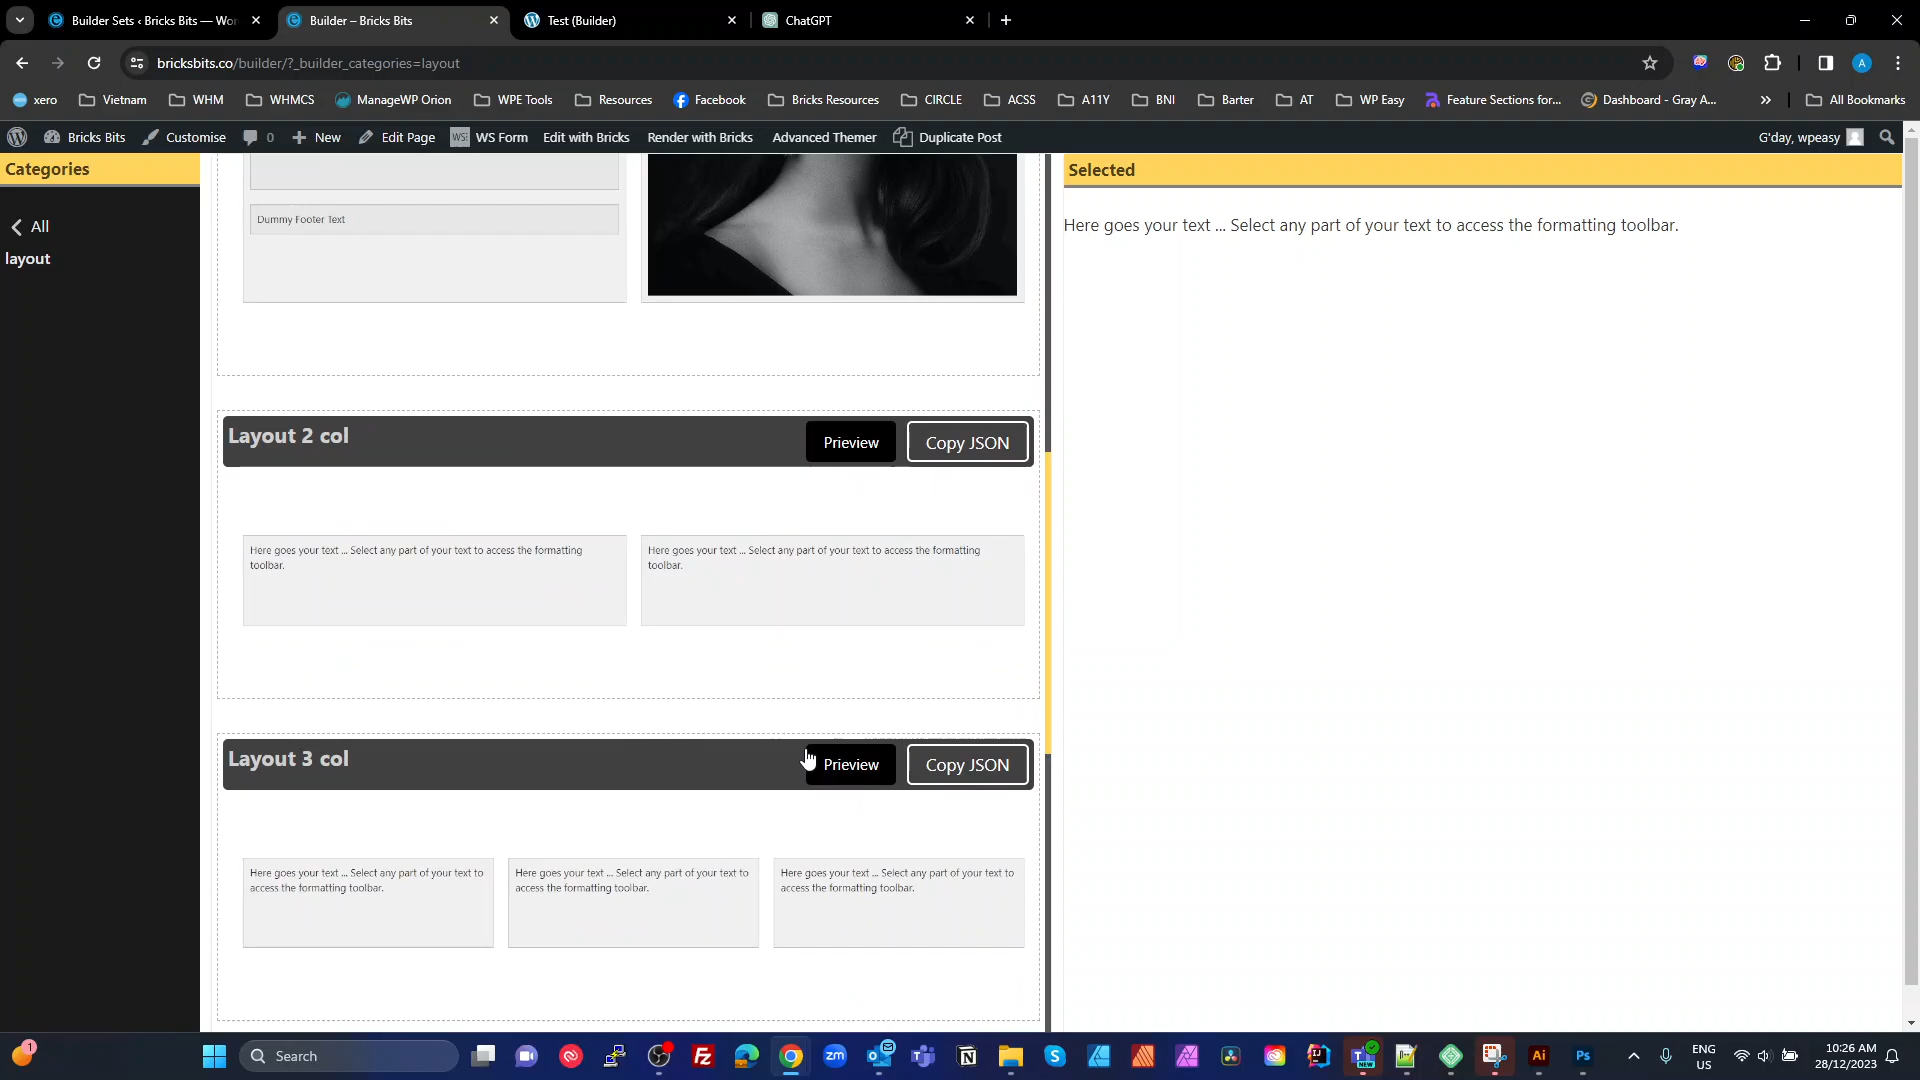 Builder Sets ‹ Bricks Bits — Wor
Builder – Bricks Bits
Test (Builder)
ChatGPT
bricksbits.co/builder/?_builder_categories=layout
A
xero
Vietnam
WHM
WHMCS
ManageWP Orion
WPE Tools
Resources
Facebook
Bricks Resources
CIRCLE
ACSS
A11Y
BNI
Barter
AT
WP Easy
Feature Sections for...
Dashboard - Gray A...
All Bookmarks
Bricks Bits
Customise
0
New
Edit Page
WS Form
Edit with Bricks
Render with Bricks
Advanced Themer
Duplicate Post
G'day, wpeasy
Categories
All
layout
Dummy Footer Text
Layout 2 col
Prieview
Copy JSON
Here goes your text ... Select any part of your text to access the formatting
toolbar.
Here goes your text ... Select any part of your text to access the formatting
toolbar.
Layout 3 col
Prieview
Copy JSON
Here goes your text ... Select any part of your text to
access the formatting toolbar.
Here goes your text ... Select any part of your text to
access the formatting toolbar.
Here goes your text ... Select any part of your text to
access the formatting toolbar.
Selected
Here goes your text ... Select any part of your text to access the formatting toolbar.
1
Search
zm
NEW
Ai
Ps
ENG
US
10:26 AM
28/12/2023